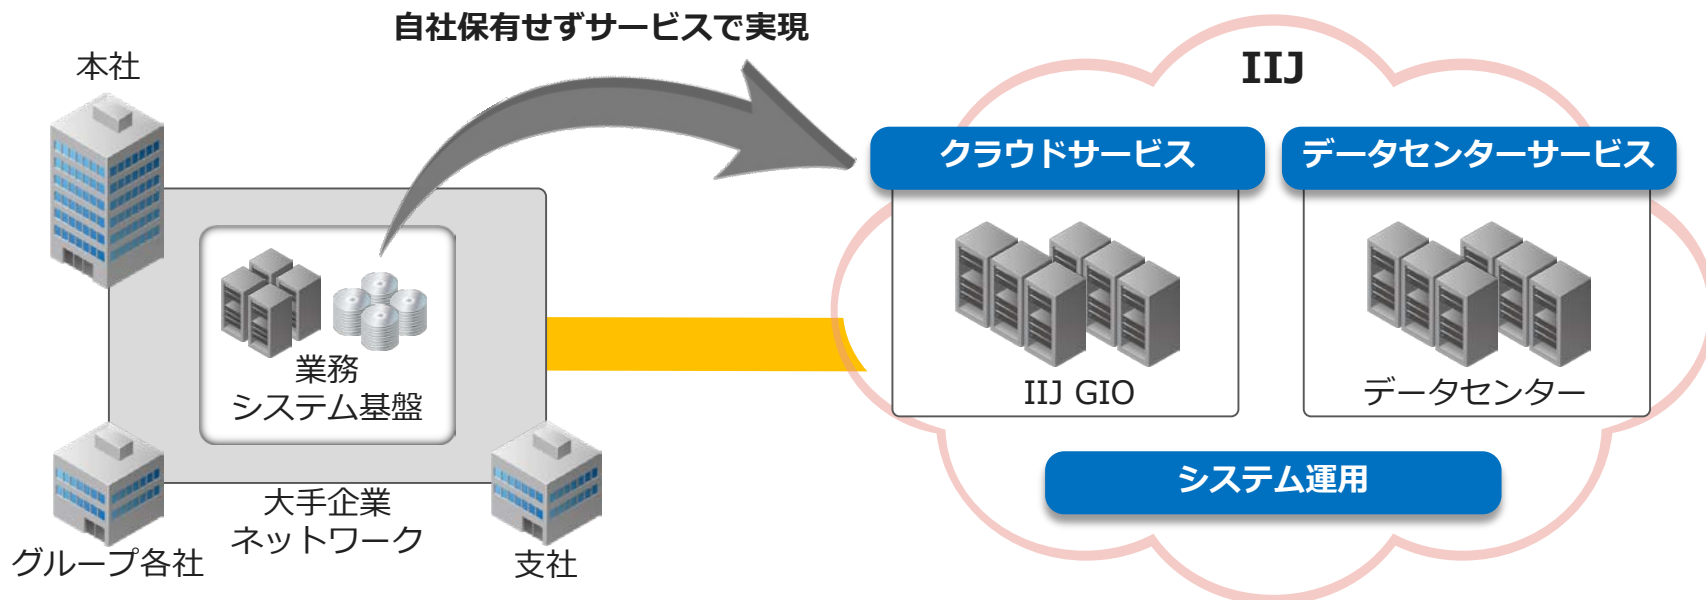 自社保有せずサービスで実現
本社
業務
システム基盤
大手企業
ネットワーク
グループ各社
支社
IIJ
クラウドサービス
データセンターサービス
IIJ GIO
データセンター
システム運用